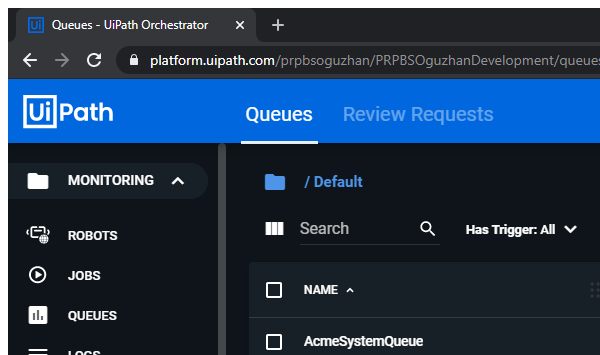 Ui Queues - UiPath Orchestrator
platform.uipath.com/prpbsoguzhan/PRPBSOguzhanDevelopment/queues
UiPath Queues Review Requests
MONITORING
/ Default
Search Has Trigger: All
ROBOTS
JOBS
NAME
QUEUES
AcmeSystemQueue
LOGS